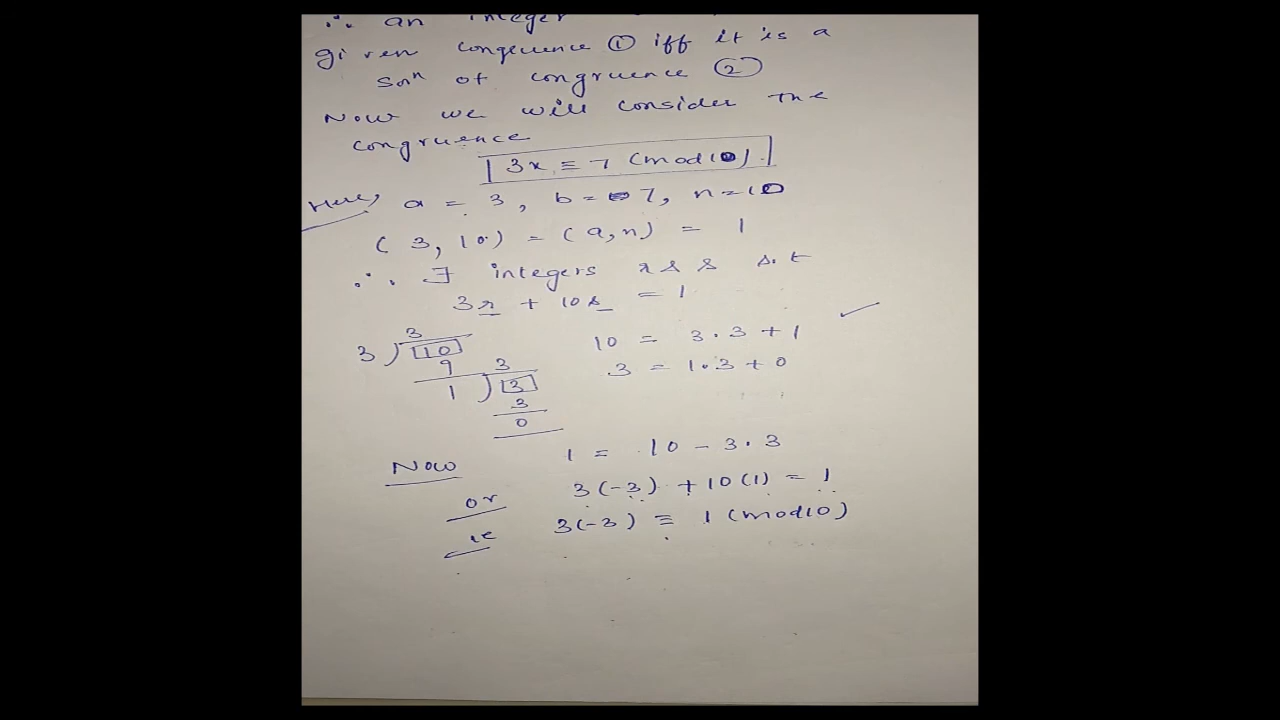 ∴ an integer
given congruence ① iff it is a
son of congruence ②
Now we will consider the
congruence
3x ≡ 7 (mod 10).
Here, a = 3, b = 7, n = 10
(3, 10) = (a, n) = 1
∴ ∃ integers r & s s.t
3r + 10s = 1
3 ) 10 ( 3
9
1 ) 3 ( 3
3
0
10 = 3.3 + 1
3 = 1.3 + 0
Now 1 = 10 - 3.3
or 3(-3) + 10(1) = 1
ie 3(-3) ≡ 1 (mod 10)